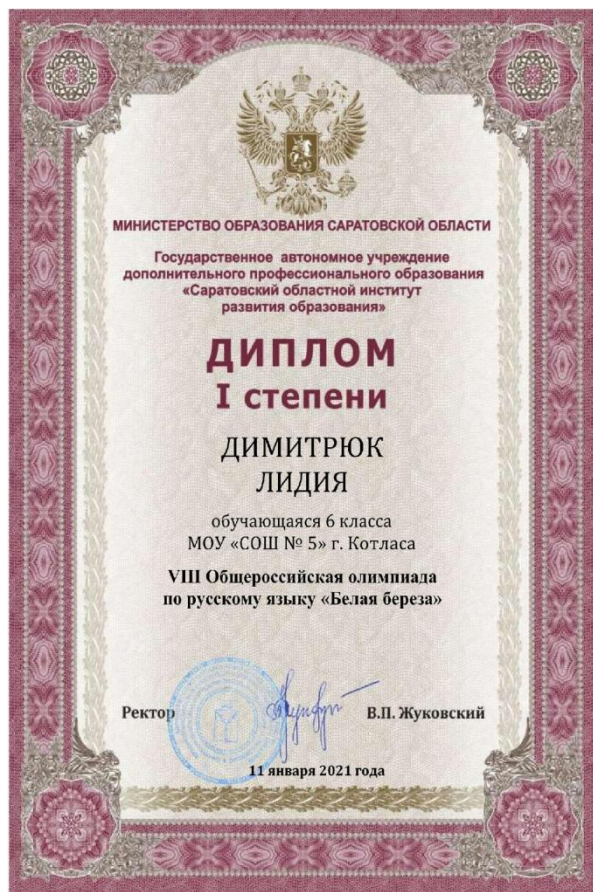 МИНИСТЕРСТВО ОБРАЗОВАНИЯ САРАТОВСКОЙ ОБЛАСТИ
Государственное автономное учреждение
дополнительного профессионального образования
«Саратовский областной институт
развития образования»
ДИПЛОМ
I степени
ДИМИТРЮК
ЛИДИЯ
обучающаяся 6 класса
МОУ «СОШ № 5» г. Котласа
VIII Общероссийская олимпиада
по русскому языку «Белая береза»
Ректор В.П. Жуковский
11 января 2021 года